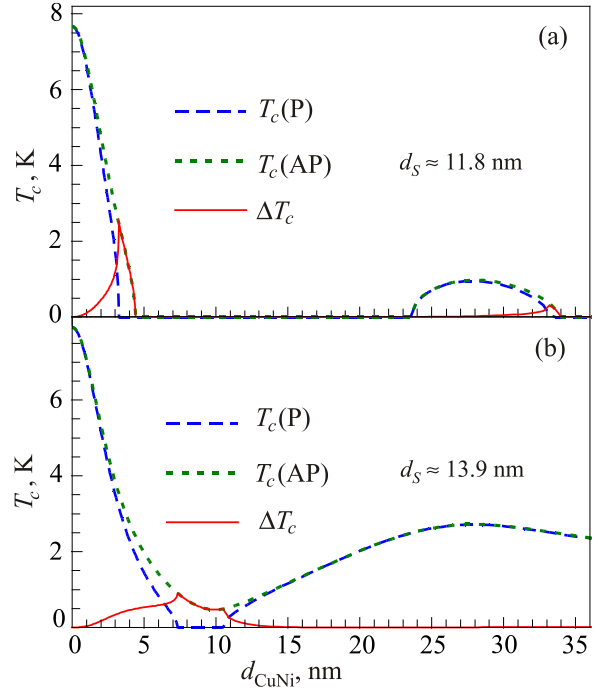 8
(a)
6
T_c(P)
T_c, K
4
T_c(AP)
d_S ≈ 11.8 nm
ΔT_c
2
0
(b)
6
T_c(P)
T_c, K
4
T_c(AP)
d_S ≈ 13.9 nm
ΔT_c
2
0
0 5 10 15 20 25 30 35
d_CuNi, nm